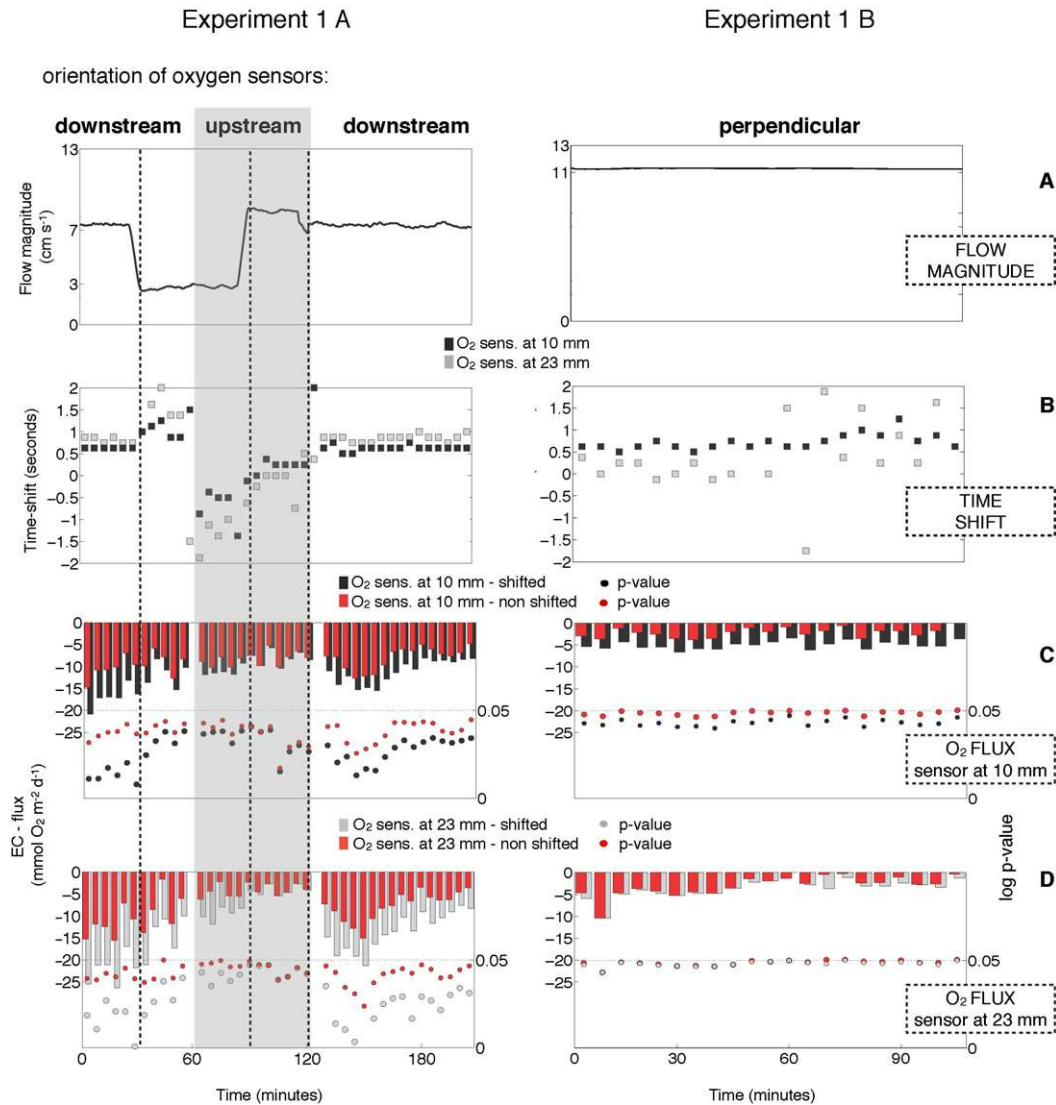 Experiment 1 A
Experiment 1 B
orientation of oxygen sensors:
downstream
upstream
downstream
perpendicular
Flow magnitude
(cm s⁻¹)
13
7
3
0
13
11
0
A
FLOW
MAGNITUDE
O₂ sens. at 10 mm
O₂ sens. at 23 mm
Time-shift (seconds)
2
1.5
1
0.5
0
−0.5
−1
−1.5
−2
2
1.5
1
0.5
0
−0.5
−1
−1.5
−2
B
TIME
SHIFT
O₂ sens. at 10 mm - shifted
p-value
O₂ sens. at 10 mm - non shifted
p-value
0
−5
−10
−15
−20
−25
0.05
0
0
−5
−10
−15
−20
−25
0.05
0
C
O₂ FLUX
sensor at 10 mm
EC - flux
(mmol O₂ m⁻² d⁻¹)
O₂ sens. at 23 mm - shifted
p-value
O₂ sens. at 23 mm - non shifted
p-value
log p-value
0
−5
−10
−15
−20
−25
0.05
0
0
−5
−10
−15
−20
−25
0.05
0
D
O₂ FLUX
sensor at 23 mm
0
60
120
180
Time (minutes)
0
30
60
90
Time (minutes)